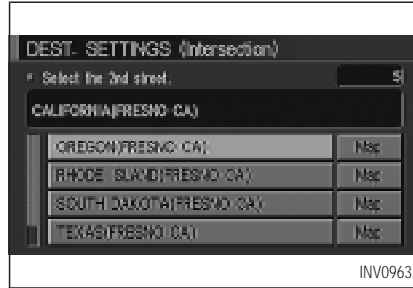 DEST. SETTINGS (Intersection)
Select the 2nd street.
5
CALIFORNIA(FRESNO CA)
OREGON(FRESNO CA)
Map
RHODE ISLAND(FRESNO CA)
Map
SOUTH DAKOTA(FRESNO CA)
Map
TEXAS(FRESNO CA)
Map
INV0963